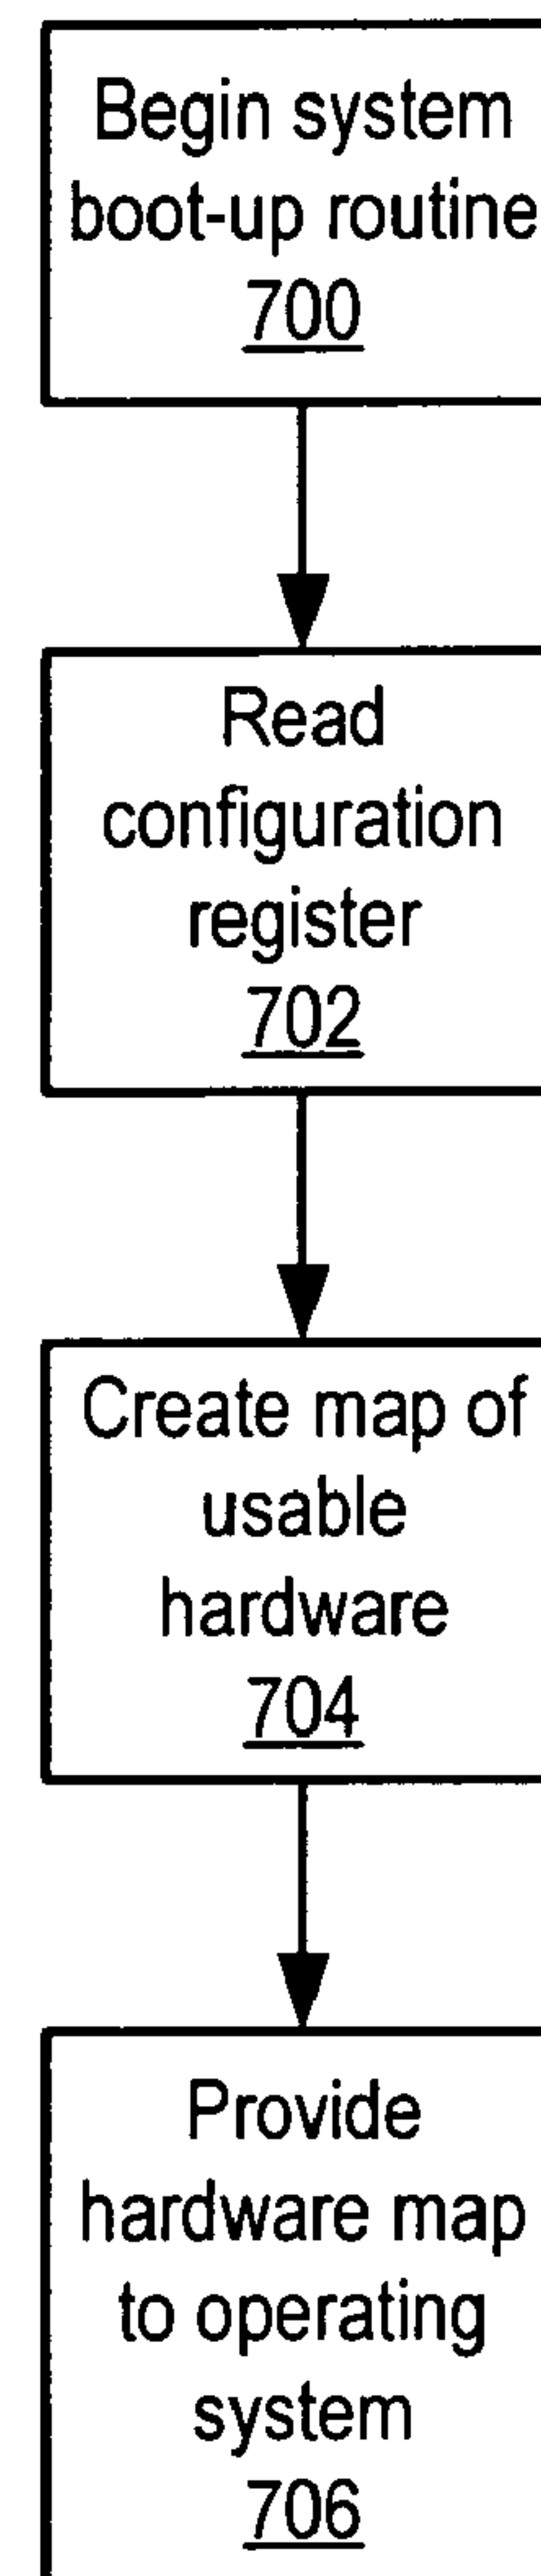 Begin system
boot-up routine
700
Read
configuration
register
702
Create map of
usable
hardware
704
Provide
hardware map
to operating
system
706